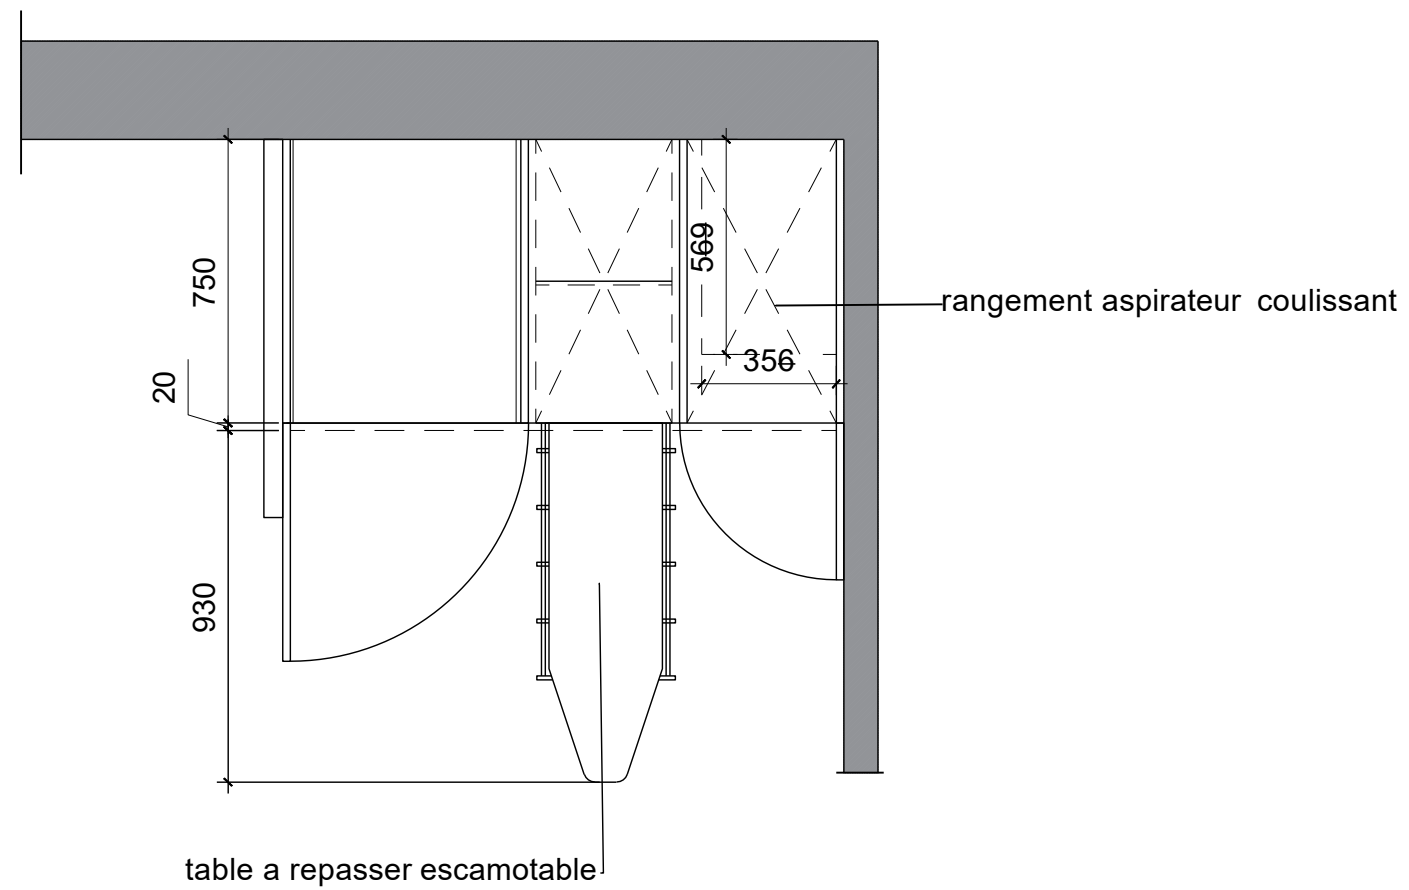 569
750
rangement aspirateur coulissant
356
20
930
table a repasser escamotable